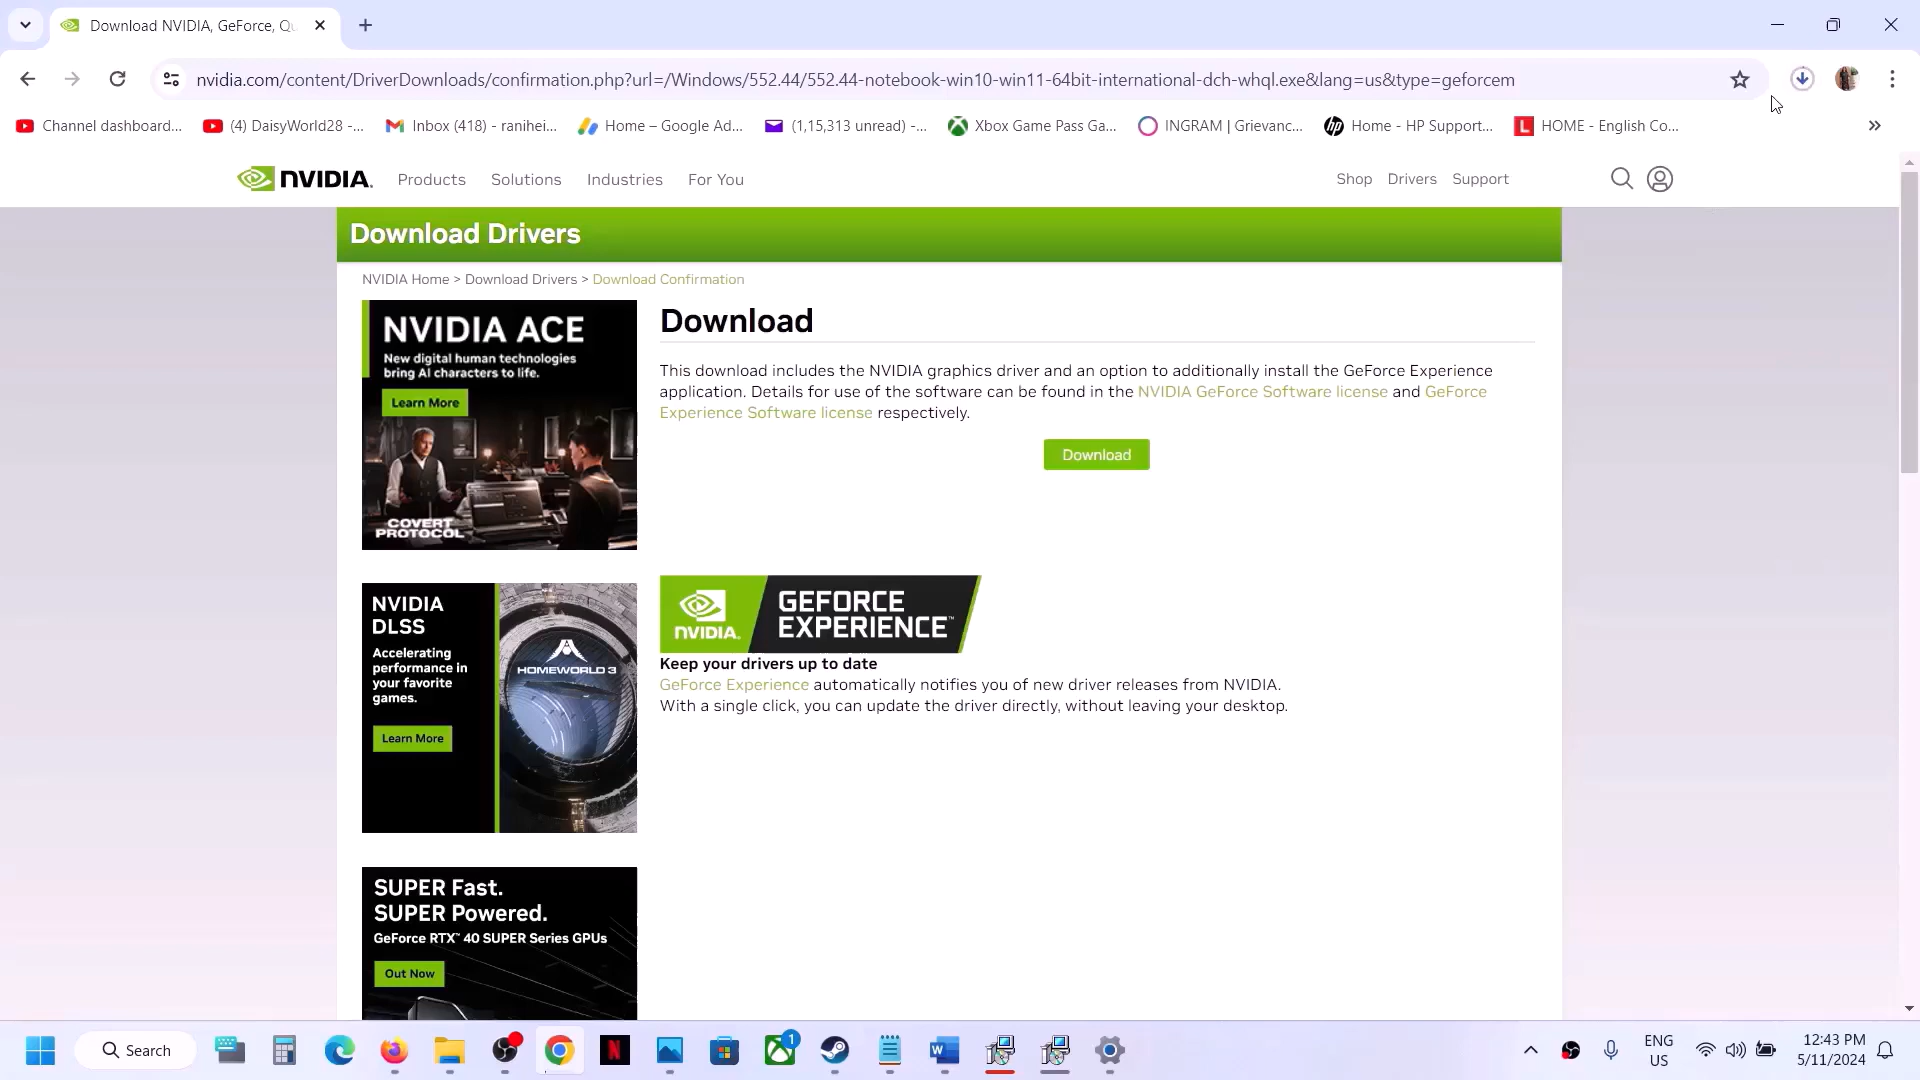 Download NVIDIA, GeForce, Qu
nvidia.com/content/DriverDownloads/confirmation.php?url=/Windows/552.44/552.44-notebook-win10-win11-64bit-international-dch-whql.exe&lang=us&type=geforcem
Channel dashboard...
(4) DaisyWorld28 -...
Inbox (418) - ranihei...
Home – Google Ad...
(1,15,313 unread) -...
Xbox Game Pass Ga...
INGRAM | Grievanc...
Home - HP Support...
HOME - English Co...
NVIDIA.
Products
Solutions
Industries
For You
Shop
Drivers
Support
Download Drivers
NVIDIA Home > Download Drivers > Download Confirmation
NVIDIA ACE
New digital human technologies
bring AI characters to life.
Learn More
COVERT
PROTOCOL
Download
This download includes the NVIDIA graphics driver and an option to additionally install the GeForce Experience
application. Details for use of the software can be found in the NVIDIA GeForce Software license and GeForce
Experience Software license respectively.
Download
NVIDIA
DLSS
Accelerating
performance in
your favorite
games.
Learn More
HOMEWORLD 3
NVIDIA.
GEFORCE
EXPERIENCE™
Keep your drivers up to date
GeForce Experience automatically notifies you of new driver releases from NVIDIA.
With a single click, you can update the driver directly, without leaving your desktop.
SUPER Fast.
SUPER Powered.
GeForce RTX™ 40 SUPER Series GPUs
Out Now
Search
1
ENG
US
12:43 PM
5/11/2024